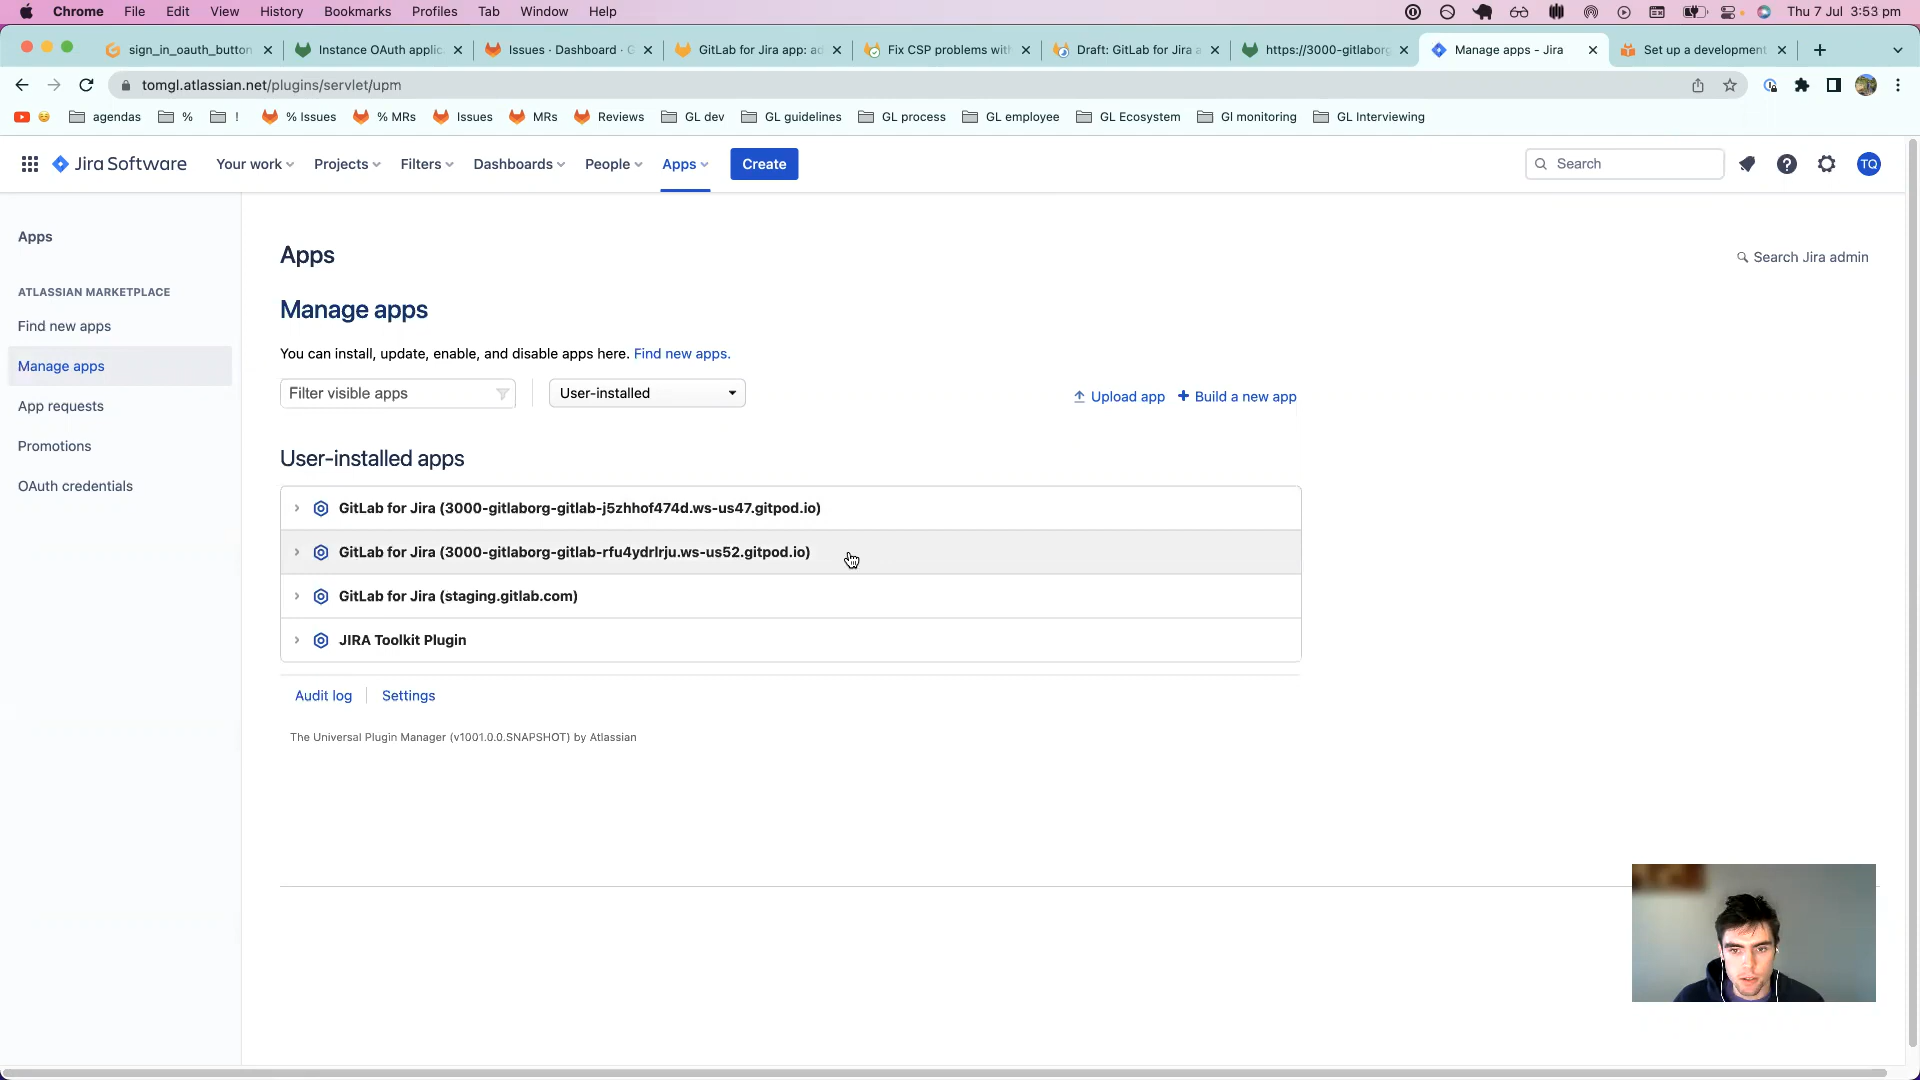 Chrome File Edit View History Bookmarks Profiles Tab Window Help Thu 7 Jul 3:53 pm
sign_in_oauth_button Instance OAuth applic Issues · Dashboard · G GitLab for Jira app: ad Fix CSP problems with Draft: GitLab for Jira a https://3000-gitlaborg Manage apps - Jira Set up a development
tomgl.atlassian.net/plugins/servlet/upm
agendas % ! % Issues % MRs Issues MRs Reviews GL dev GL guidelines GL process GL employee GL Ecosystem Gl monitoring GL Interviewing
Jira Software Your work Projects Filters Dashboards People Apps Create Search TQ
Apps
ATLASSIAN MARKETPLACE
Find new apps
Manage apps
App requests
Promotions
OAuth credentials
Apps
Search Jira admin
Manage apps
You can install, update, enable, and disable apps here. Find new apps.
Filter visible apps User-installed Upload app Build a new app
User-installed apps
GitLab for Jira (3000-gitlaborg-gitlab-j5zhhof474d.ws-us47.gitpod.io)
GitLab for Jira (3000-gitlaborg-gitlab-rfu4ydrlrju.ws-us52.gitpod.io)
GitLab for Jira (staging.gitlab.com)
JIRA Toolkit Plugin
Audit log Settings
The Universal Plugin Manager (v1001.0.0.SNAPSHOT) by Atlassian